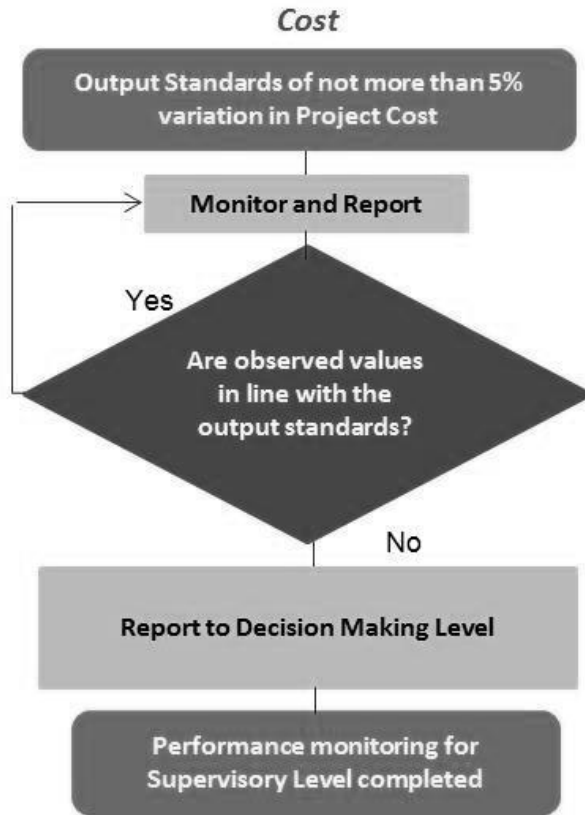 Cost
Output Standards of not more than 5%
variation in Project Cost
Monitor and Report
Yes
Are observed values
in line with the
output standards?
No
Report to Decision Making Level
Performance monitoring for
Supervisory Level completed